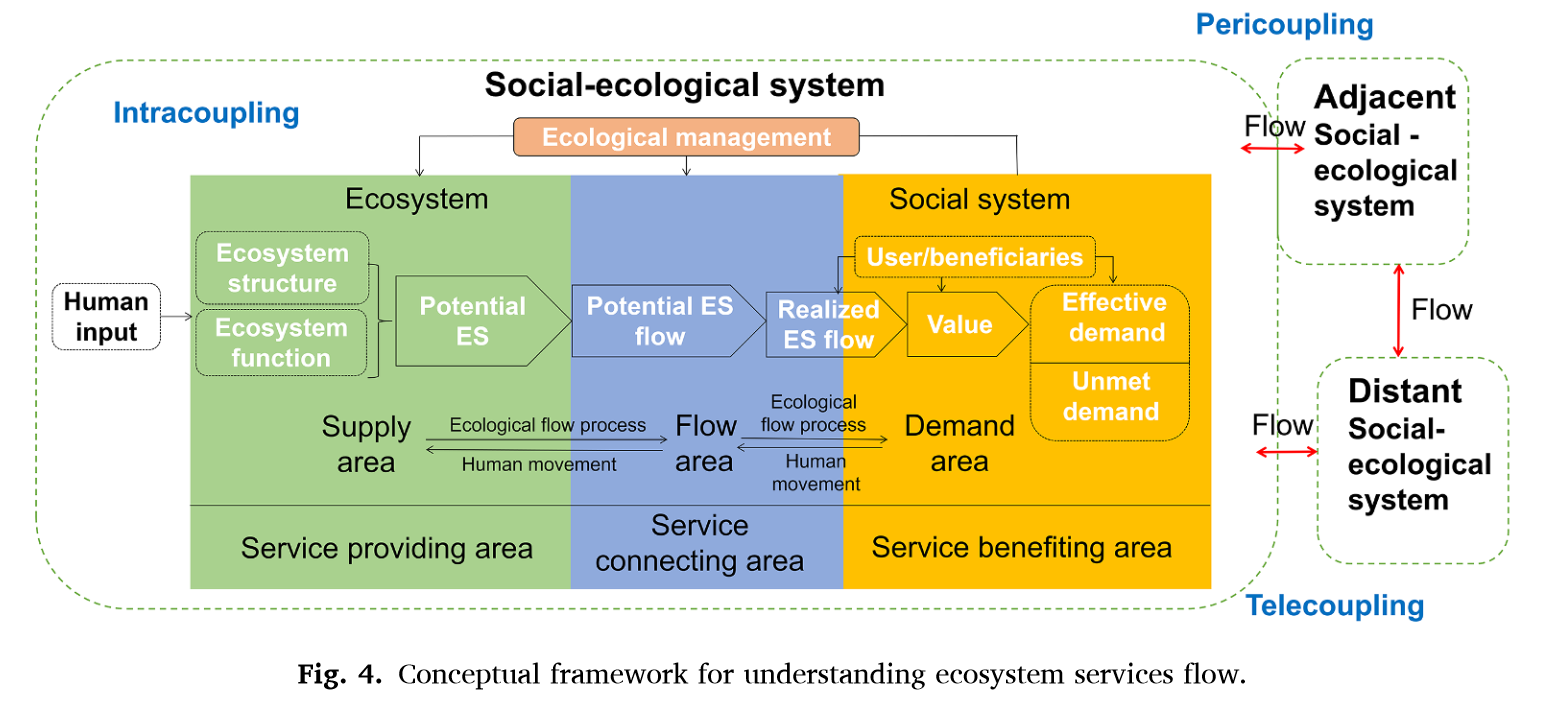 Pericoupling
Social-ecological system
Intracoupling
Ecological management
Adjacent
Social -
ecological
system
Flow
Ecosystem
Social system
Ecosystem
structure
User/beneficiaries
Human
input
Ecosystem
function
Potential
ES
Potential ES
flow
Realized
ES flow
Value
Effective
demand
Unmet
demand
Flow
Supply
area
Ecological flow process
Human movement
Flow
area
Ecological
flow process
Human
movement
Demand
area
Flow
Distant
Social-
ecological
system
Service providing area
Service
connecting area
Service benefiting area
Telecoupling
Fig. 4. Conceptual framework for understanding ecosystem services flow.